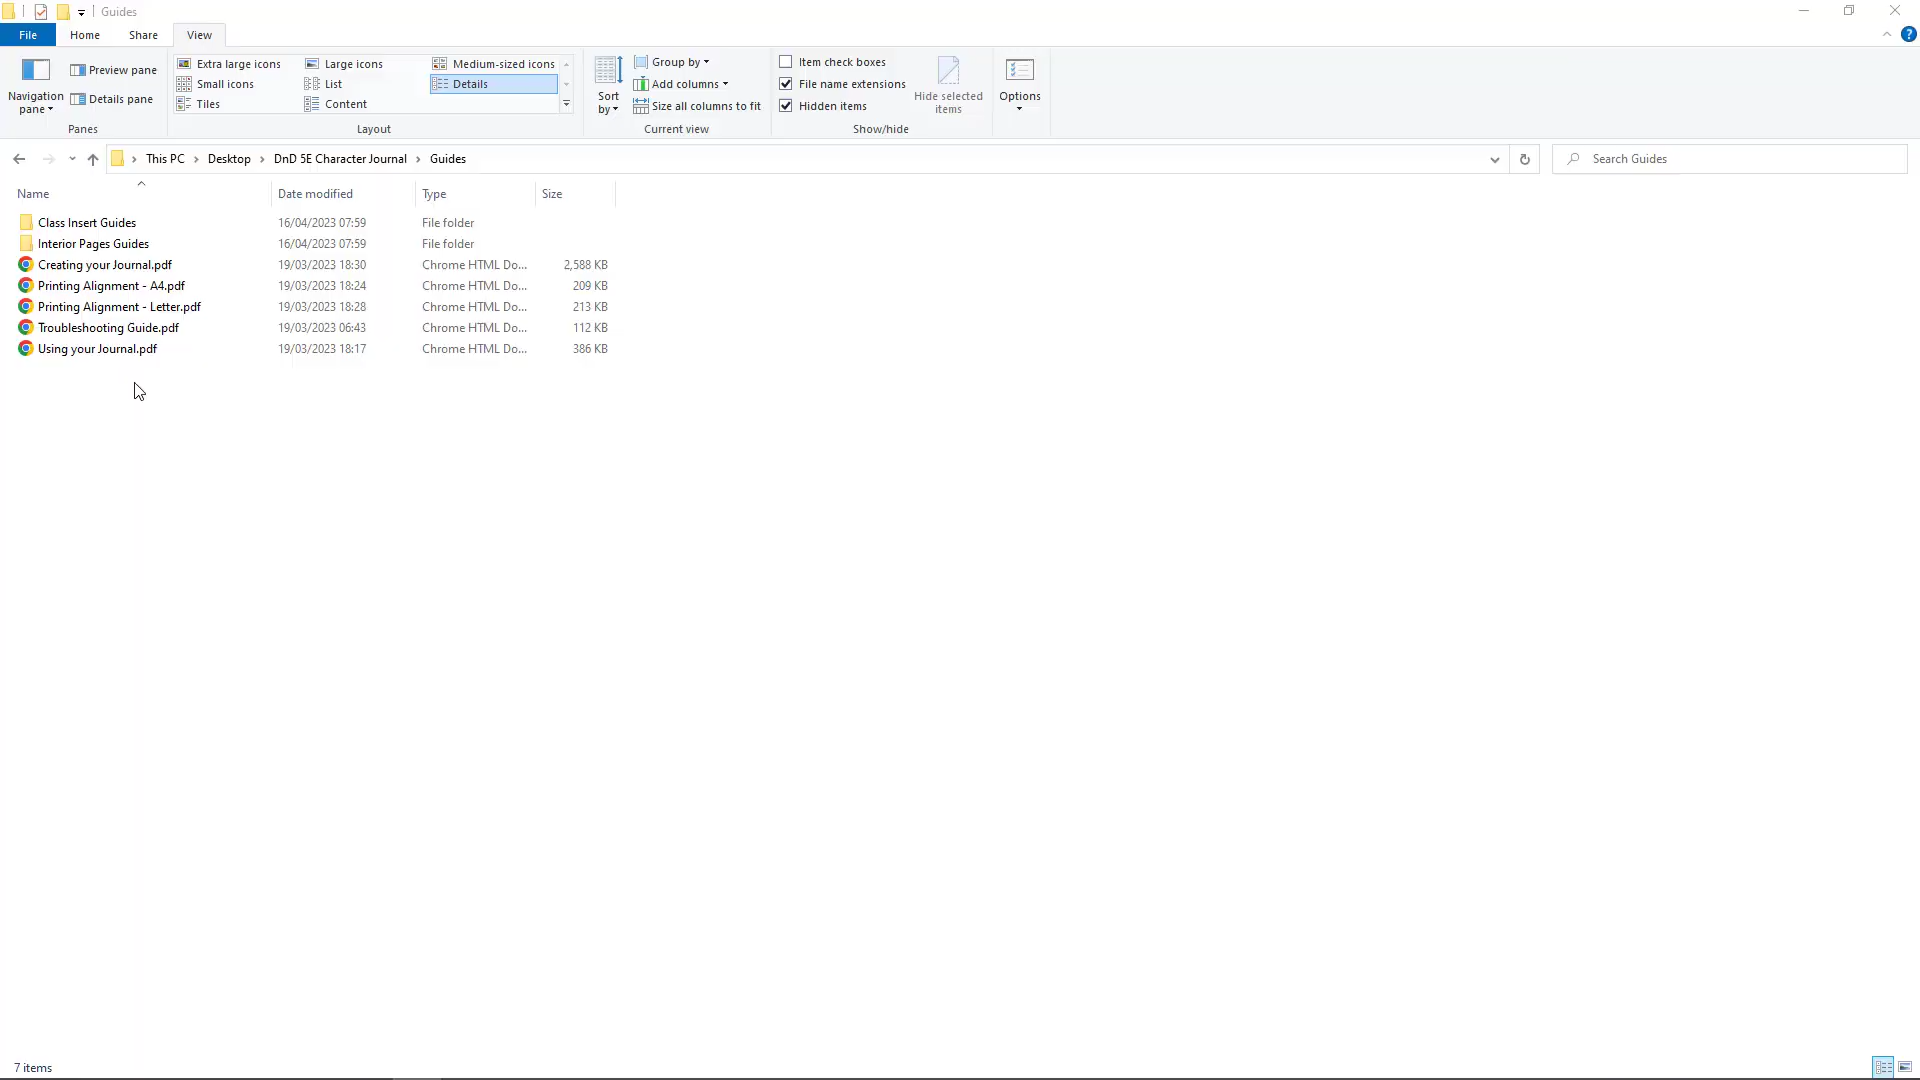 Guides
File Home Share View
Navigation pane
Preview pane
Details pane
Panes
Extra large icons Large icons Medium-sized icons
Small icons List Details
Tiles Content
Layout
Sort by
Group by
Add columns
Size all columns to fit
Current view
Item check boxes
File name extensions
Hidden items
Hide selected items
Show/hide
Options
?
This PC > Desktop > DnD 5E Character Journal > Guides
Search Guides
Name Date modified Type Size
Class Insert Guides 16/04/2023 07:59 File folder
Interior Pages Guides 16/04/2023 07:59 File folder
Creating your Journal.pdf 19/03/2023 18:30 Chrome HTML Do... 2,588 KB
Printing Alignment - A4.pdf 19/03/2023 18:24 Chrome HTML Do... 209 KB
Printing Alignment - Letter.pdf 19/03/2023 18:28 Chrome HTML Do... 213 KB
Troubleshooting Guide.pdf 19/03/2023 06:43 Chrome HTML Do... 112 KB
Using your Journal.pdf 19/03/2023 18:17 Chrome HTML Do... 386 KB
7 items